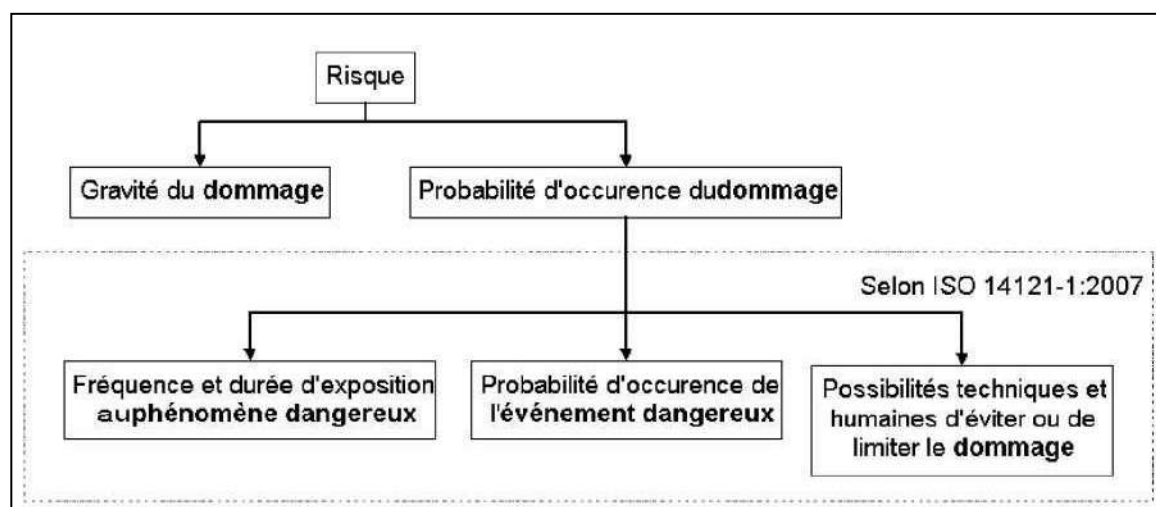 Risque
Gravité du dommage
Probabilité d'occurence dudommage
Selon ISO 14121-1:2007
Fréquence et durée d'exposition
auphénomène dangereux
Probabilité d'occurence de
l'événement dangereux
Possibilités techniques et
humaines d'éviter ou de
limiter le dommage